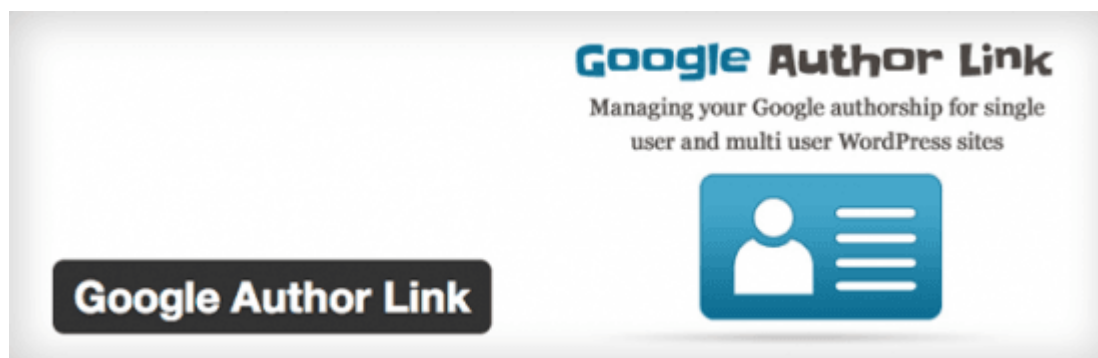 Google Author Link
Managing your Google authorship for single
user and multi user WordPress sites
Google Author Link